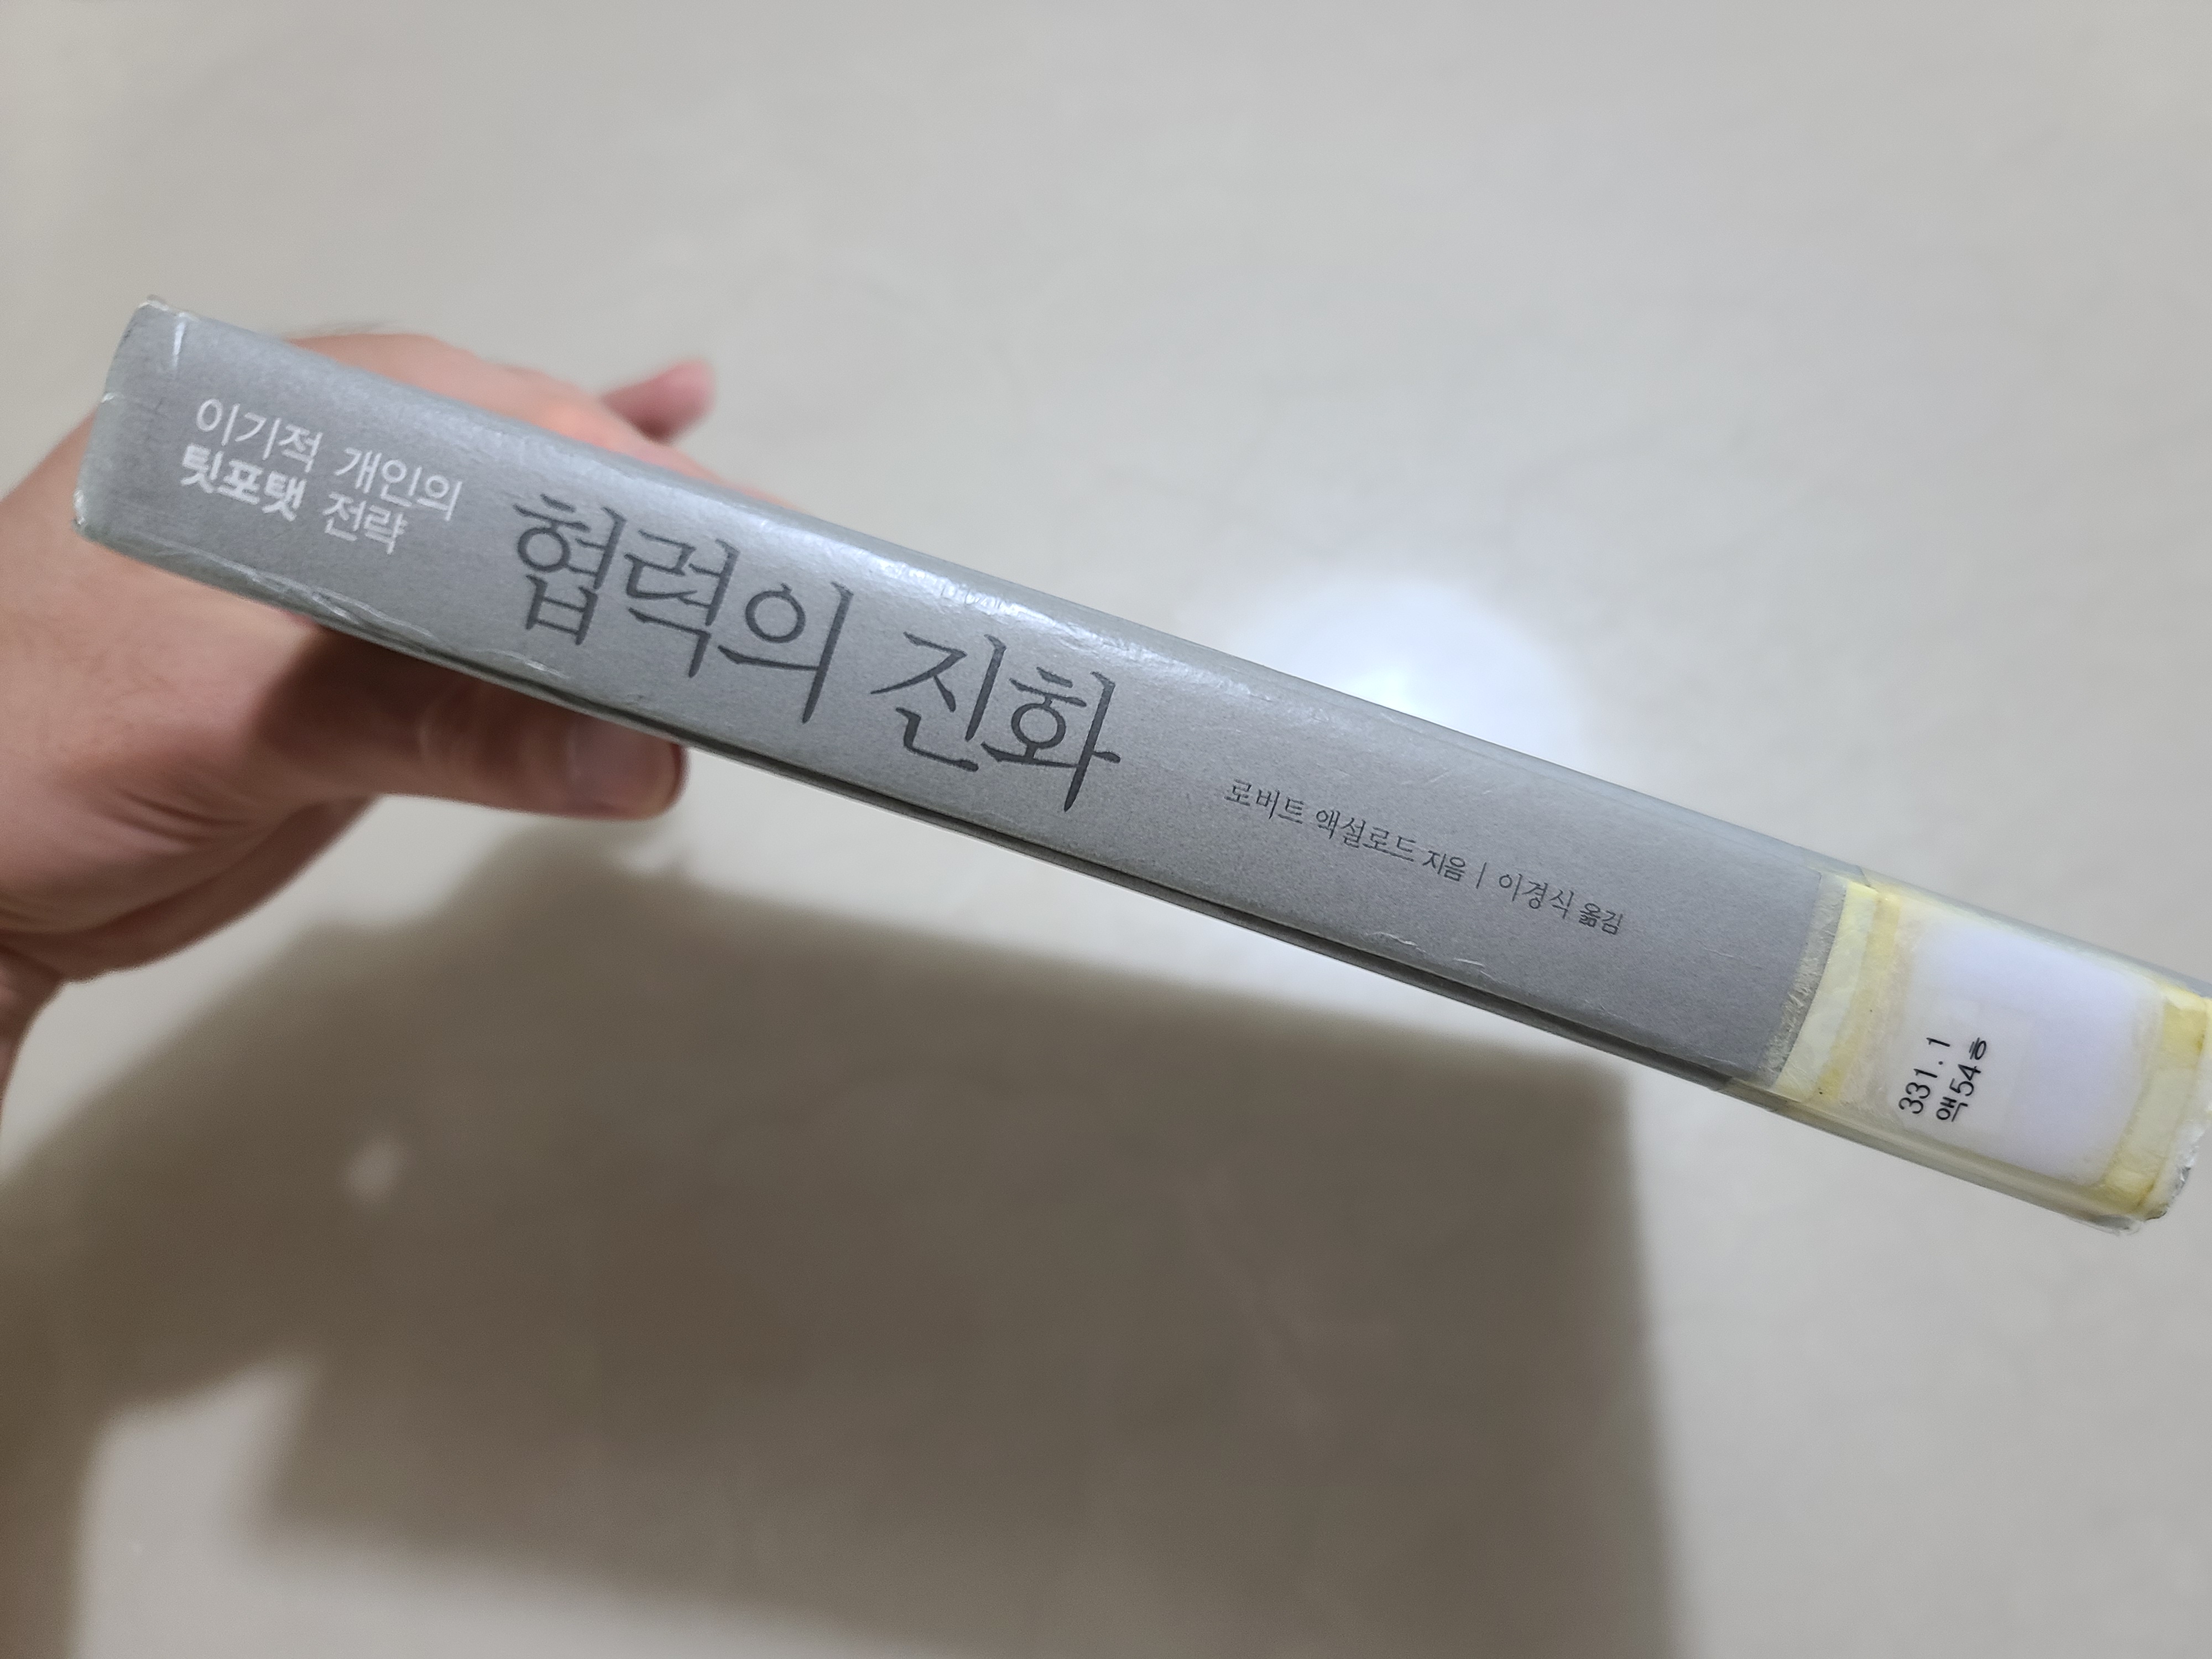 이기적 개인의
팃포탯 전략
협력의 진화
로버트 액설로드 지음 | 이경식 옮김
331.1
액54ㅎ